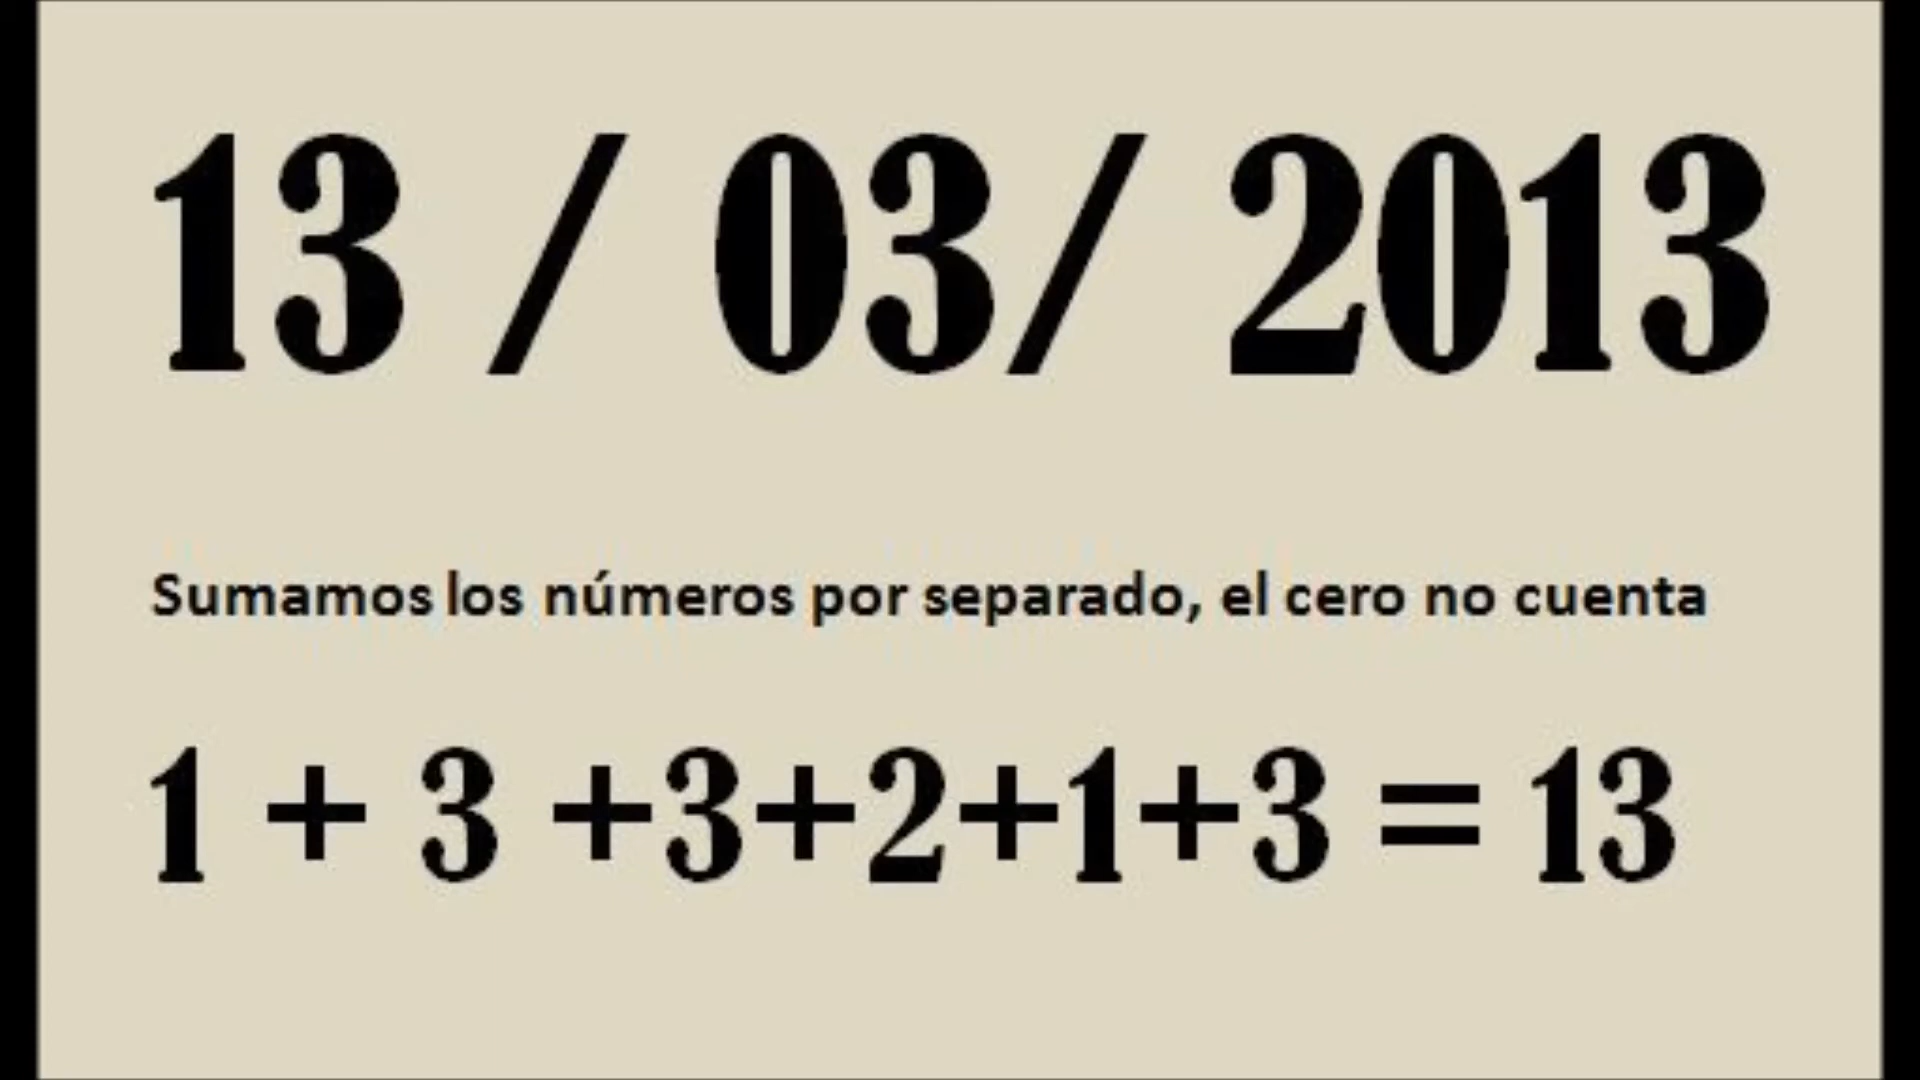 13 / 03/ 2013
Sumamos los números por separado, el cero no cuenta
1 + 3 +3+2+1+3 = 13